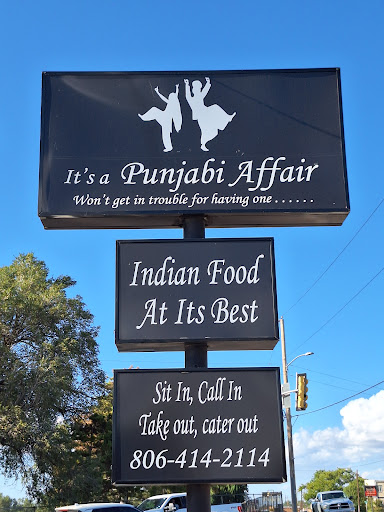 It's a Punjabi Affair
Won't get in trouble for having one......
Indian Food
At Its Best
Sit In, Call In
Take out, cater out
806-414-2114